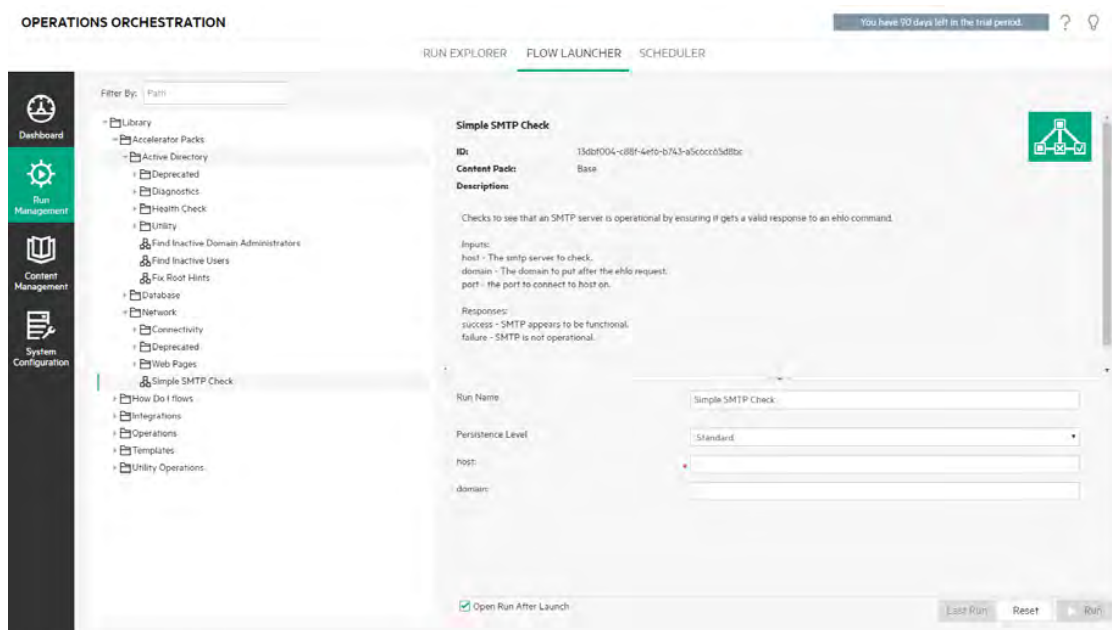 OPERATIONS ORCHESTRATION
You have 90 days left in the trial period.
?
RUN EXPLORER FLOW LAUNCHER SCHEDULER
Dashboard
Run
Management
Content
Management
System
Configuration
Filter By: Path
Library
Accelerator Packs
Active Directory
Deprecated
Diagnostics
Health Check
Utility
Find Inactive Domain Administrators
Find Inactive Users
Fix Root Hints
Database
Network
Connectivity
Deprecated
Web Pages
Simple SMTP Check
How Do I flows
Integrations
Operations
Templates
Utility Operations
Simple SMTP Check
ID:
Content Pack: Base
Description:
Checks to see that an SMTP server is operational by ensuring it gets a valid response to an ehlo command.
Inputs:
host - The smtp server to check.
domain - The domain to put after the ehlo request.
port - the port to connect to host on.
Responses:
success - SMTP appears to be functional.
failure - SMTP is not operational.
Run Name Simple SMTP Check
Persistence Level Standard
host: *
domain:
Open Run After Launch
Last Run Reset Run